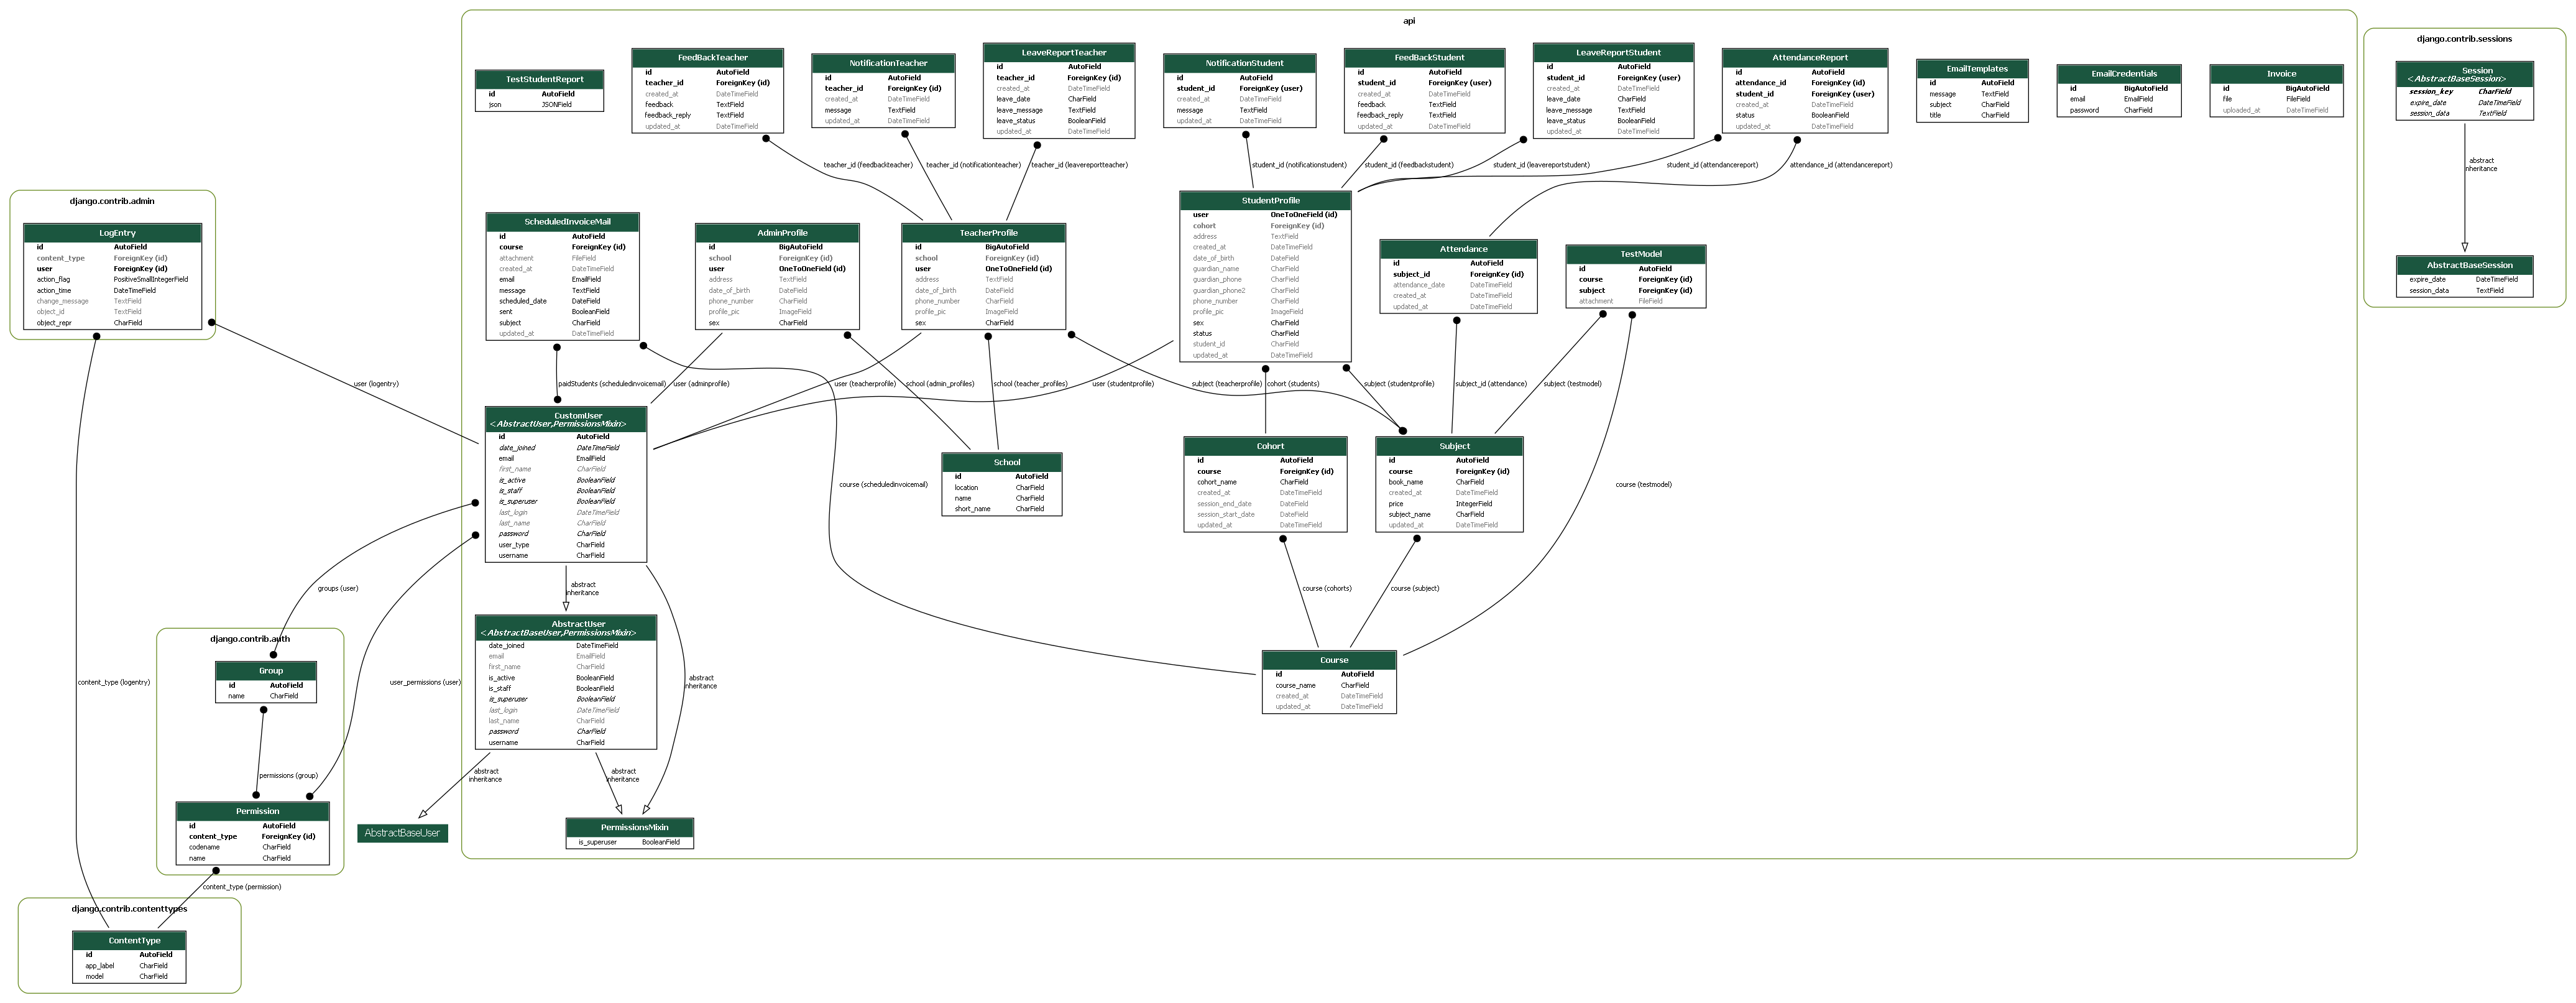 api
TestStudentReport
id AutoField
json JSONField
FeedBackTeacher
id AutoField
teacher_id ForeignKey (id)
created_at DateTimeField
feedback TextField
feedback_reply TextField
updated_at DateTimeField
NotificationTeacher
id AutoField
teacher_id ForeignKey (id)
created_at DateTimeField
message TextField
updated_at DateTimeField
LeaveReportTeacher
id AutoField
teacher_id ForeignKey (id)
created_at DateTimeField
leave_date CharField
leave_message TextField
leave_status BooleanField
updated_at DateTimeField
NotificationStudent
id AutoField
student_id ForeignKey (user)
created_at DateTimeField
message TextField
updated_at DateTimeField
FeedBackStudent
id AutoField
student_id ForeignKey (user)
created_at DateTimeField
feedback TextField
feedback_reply TextField
updated_at DateTimeField
LeaveReportStudent
id AutoField
student_id ForeignKey (user)
created_at DateTimeField
leave_date CharField
leave_message TextField
leave_status BooleanField
updated_at DateTimeField
AttendanceReport
id AutoField
attendance_id ForeignKey (id)
student_id ForeignKey (user)
created_at DateTimeField
status BooleanField
updated_at DateTimeField
EmailTemplates
id AutoField
message TextField
subject CharField
title CharField
EmailCredentials
id BigAutoField
email EmailField
password CharField
Invoice
id BigAutoField
file FileField
uploaded_at DateTimeField
django.contrib.sessions
Session
<AbstractBaseSession>
session_key CharField
expire_date DateTimeField
session_data TextField
abstract
inheritance
AbstractBaseSession
expire_date DateTimeField
session_data TextField
teacher_id (feedbackteacher)
teacher_id (notificationteacher)
teacher_id (leavereportteacher)
student_id (notificationstudent)
student_id (feedbackstudent)
student_id (leavereportstudent)
student_id (attendancereport)
attendance_id (attendancereport)
django.contrib.admin
LogEntry
id AutoField
content_type ForeignKey (id)
user ForeignKey (id)
action_flag PositiveSmallIntegerField
action_time DateTimeField
change_message TextField
object_id TextField
object_repr CharField
ScheduledInvoiceMail
id AutoField
course ForeignKey (id)
attachment FileField
created_at DateTimeField
email EmailField
message TextField
scheduled_date DateField
sent BooleanField
subject CharField
updated_at DateTimeField
AdminProfile
id BigAutoField
school ForeignKey (id)
user OneToOneField (id)
address TextField
date_of_birth DateField
phone_number CharField
profile_pic ImageField
sex CharField
TeacherProfile
id BigAutoField
school ForeignKey (id)
user OneToOneField (id)
address TextField
date_of_birth DateField
phone_number CharField
profile_pic ImageField
sex CharField
StudentProfile
user OneToOneField (id)
cohort ForeignKey (id)
address TextField
created_at DateTimeField
date_of_birth DateField
guardian_name CharField
guardian_phone CharField
guardian_phone2 CharField
phone_number CharField
profile_pic ImageField
sex CharField
status CharField
student_id CharField
updated_at DateTimeField
Attendance
id AutoField
subject_id ForeignKey (id)
attendance_date DateTimeField
created_at DateTimeField
updated_at DateTimeField
TestModel
id AutoField
course ForeignKey (id)
subject ForeignKey (id)
attachment FileField
user (logentry)
paidStudents (scheduledinvoicemail)
user (adminprofile)
user (teacherprofile)
school (admin_profiles)
school (teacher_profiles)
user (studentprofile)
subject (teacherprofile)
cohort (students)
subject (studentprofile)
subject_id (attendance)
subject (testmodel)
CustomUser
<AbstractUser,PermissionsMixin>
id AutoField
date_joined DateTimeField
email EmailField
first_name CharField
is_active BooleanField
is_staff BooleanField
is_superuser BooleanField
last_login DateTimeField
last_name CharField
password CharField
user_type CharField
username CharField
School
id AutoField
location CharField
name CharField
short_name CharField
Cohort
id AutoField
course ForeignKey (id)
cohort_name CharField
created_at DateTimeField
session_end_date DateField
session_start_date DateField
updated_at DateTimeField
Subject
id AutoField
course ForeignKey (id)
book_name CharField
created_at DateTimeField
price IntegerField
subject_name CharField
updated_at DateTimeField
course (scheduledinvoicemail)
course (testmodel)
groups (user)
abstract
inheritance
course (cohorts)
course (subject)
AbstractUser
<AbstractBaseUser,PermissionsMixin>
date_joined DateTimeField
email EmailField
first_name CharField
is_active BooleanField
is_staff BooleanField
is_superuser BooleanField
last_login DateTimeField
last_name CharField
password CharField
username CharField
abstract
inheritance
Course
id AutoField
course_name CharField
created_at DateTimeField
updated_at DateTimeField
django.contrib.auth
Group
id AutoField
name CharField
content_type (logentry)
user_permissions (user)
permissions (group)
abstract
inheritance
abstract
inheritance
Permission
id AutoField
content_type ForeignKey (id)
codename CharField
name CharField
AbstractBaseUser
PermissionsMixin
is_superuser BooleanField
content_type (permission)
django.contrib.contenttypes
ContentType
id AutoField
app_label CharField
model CharField